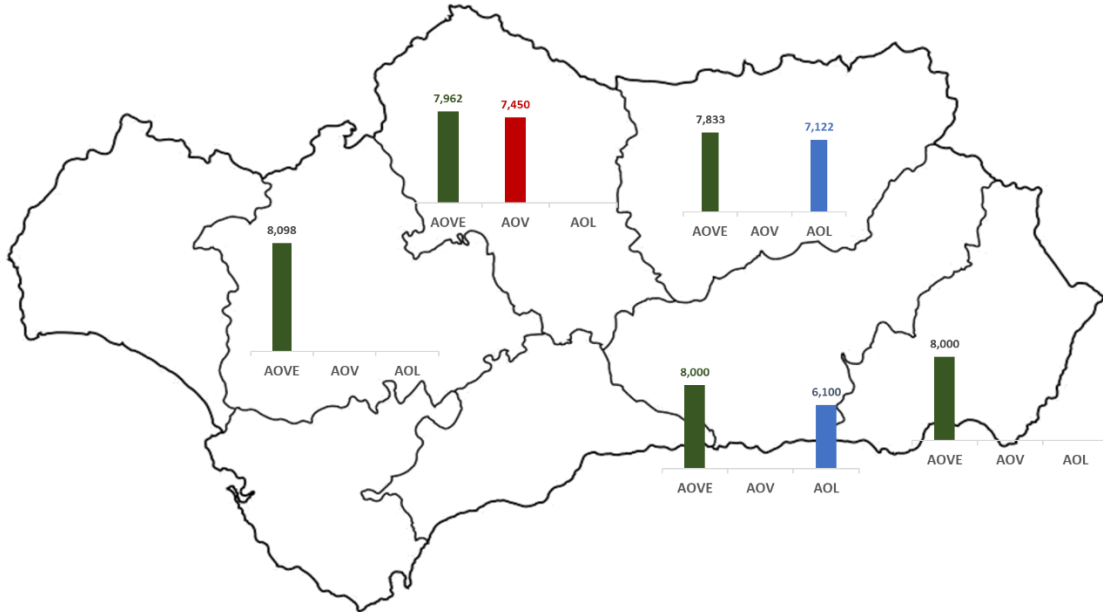 7,962
7,450
AOVE AOV AOL
7,833
7,122
AOVE AOV AOL
8,098
AOVE AOV AOL
8,000
6,100
AOVE AOV AOL
8,000
AOVE AOV AOL